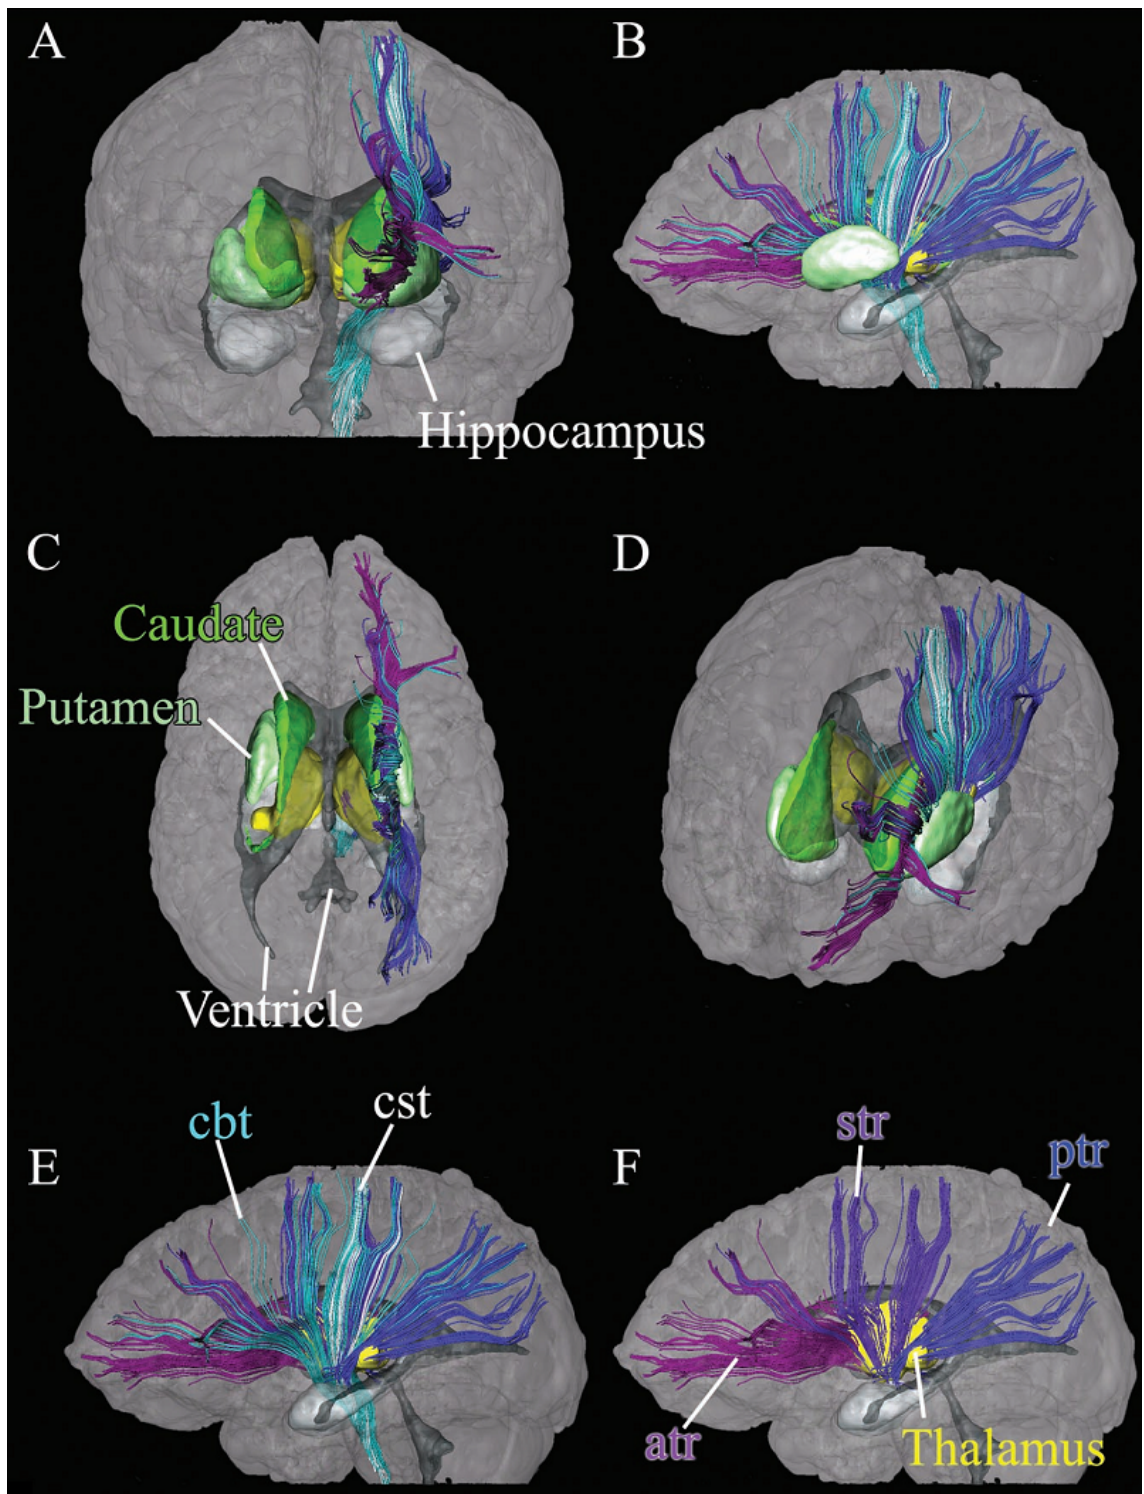 A
B
Hippocampus
C
D
Caudate
Putamen
Ventricle
cbt
cst
str
ptr
E
F
atr
Thalamus